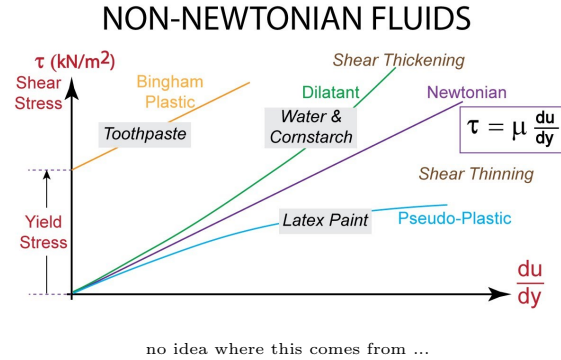 NON-NEWTONIAN FLUIDS
τ (kN/m²)
Shear
Stress
Bingham
Plastic
Toothpaste
Shear Thickening
Dilatant
Water &
Cornstarch
Newtonian
τ = μ du/dy
Shear Thinning
Latex Paint
Pseudo-Plastic
Yield
Stress
du
dy
no idea where this comes from ...